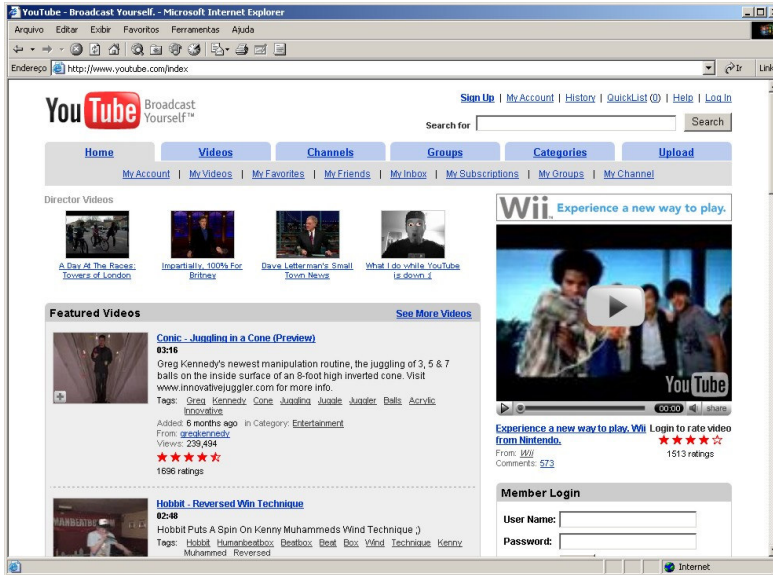 YouTube - Broadcast Yourself. - Microsoft Internet Explorer
Arquivo Editar Exibir Favoritos Ferramentas Ajuda
Endereço http://www.youtube.com/index Ir Link
YouTube Broadcast Yourself™
Sign Up | My Account | History | QuickList (0) | Help | Log In
Search for Search
Home Videos Channels Groups Categories Upload
My Account | My Videos | My Favorites | My Friends | My Inbox | My Subscriptions | My Groups | My Channel
Director Videos
A Day At The Races:
Towers of London
Impartially, 100% For
Britney
Dave Letterman's Small
Town News
What I do while YouTube
is down :(
Wii™ Experience a new way to play.
YouTube
00:00 share
Experience a new way to play. Wii
from Nintendo.
From: Wii
Comments: 573
Login to rate video
1513 ratings
Featured Videos See More Videos
Conic - Juggling in a Cone (Preview)
03:16
Greg Kennedy's newest manipulation routine, the juggling of 3, 5 & 7
balls on the inside surface of an 8-foot high inverted cone. Visit
www.innovativejuggler.com for more info.
Tags: Greg Kennedy Cone Juggling Juggle Juggler Balls Acrylic
Innovative
Added: 6 months ago in Category: Entertainment
From: gregkennedy
Views: 239,494
1696 ratings
Hobbit - Reversed Win Technique
02:48
Hobbit Puts A Spin On Kenny Muhammeds Wind Technique ;)
Tags: Hobbit Humanbeatbox Beatbox Beat Box Wind Technique Kenny
Muhammed Reversed
Member Login
User Name:
Password:
Internet